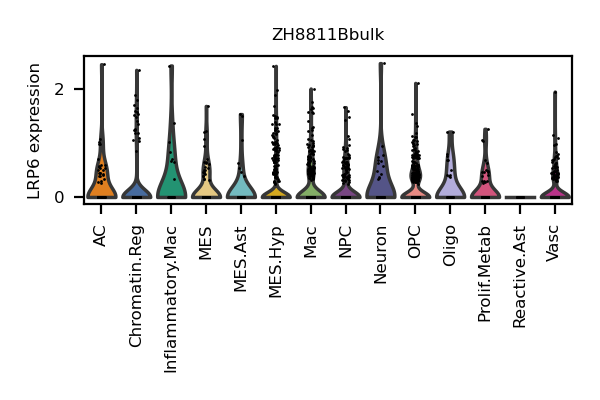 ZH8811Bbulk
LRP6 expression
2
0
AC
Chromatin.Reg
Inflammatory.Mac
MES
MES.Ast
MES.Hyp
Mac
NPC
Neuron
OPC
Oligo
Prolif.Metab
Reactive.Ast
Vasc